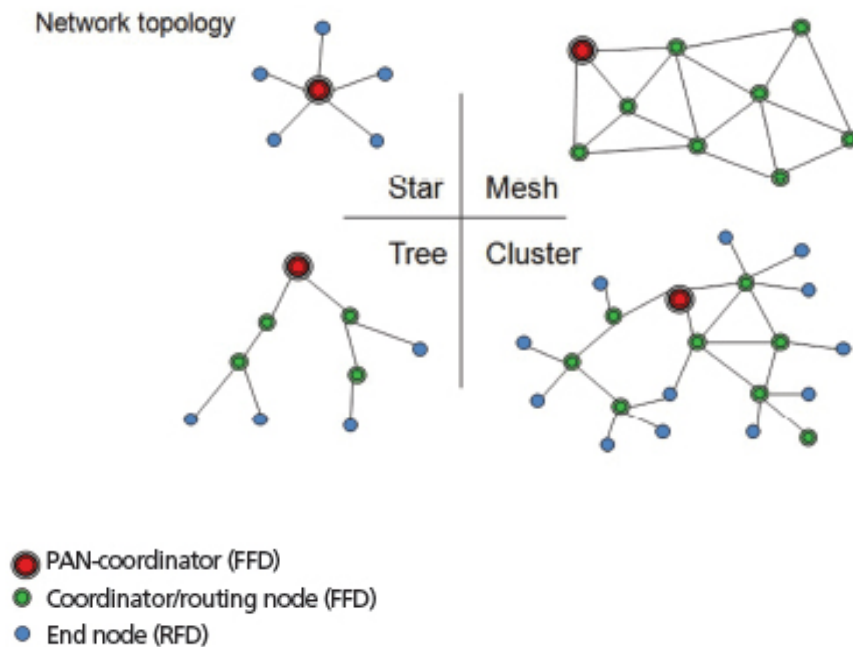 Network topology
Star
Mesh
Tree
Cluster
PAN-coordinator (FFD)
Coordinator/routing node (FFD)
End node (RFD)